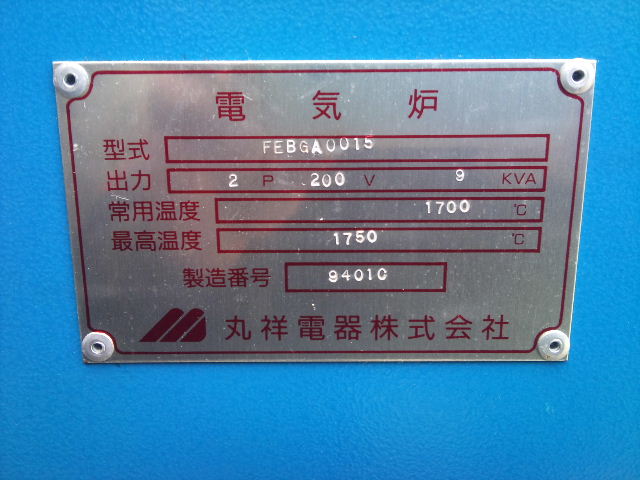 電気炉
型式 FEBGA0015
出力 2 P 200 V 9 KVA
常用温度 1700 ℃
最高温度 1750 ℃
製造番号 9401C
丸祥電器株式会社